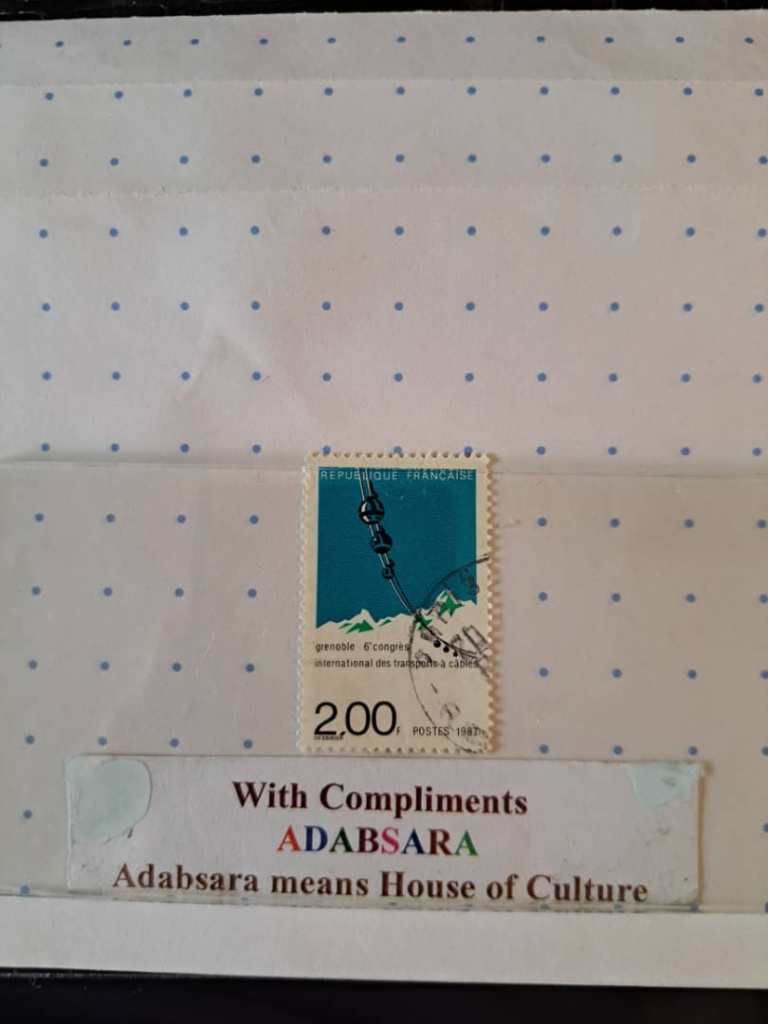 REPUBLIQUE FRANÇAISE
grenoble 6e congrès
international des transports à câbles
2,00F POSTES 1987
With Compliments
ADABSARA
Adabsara means House of Culture